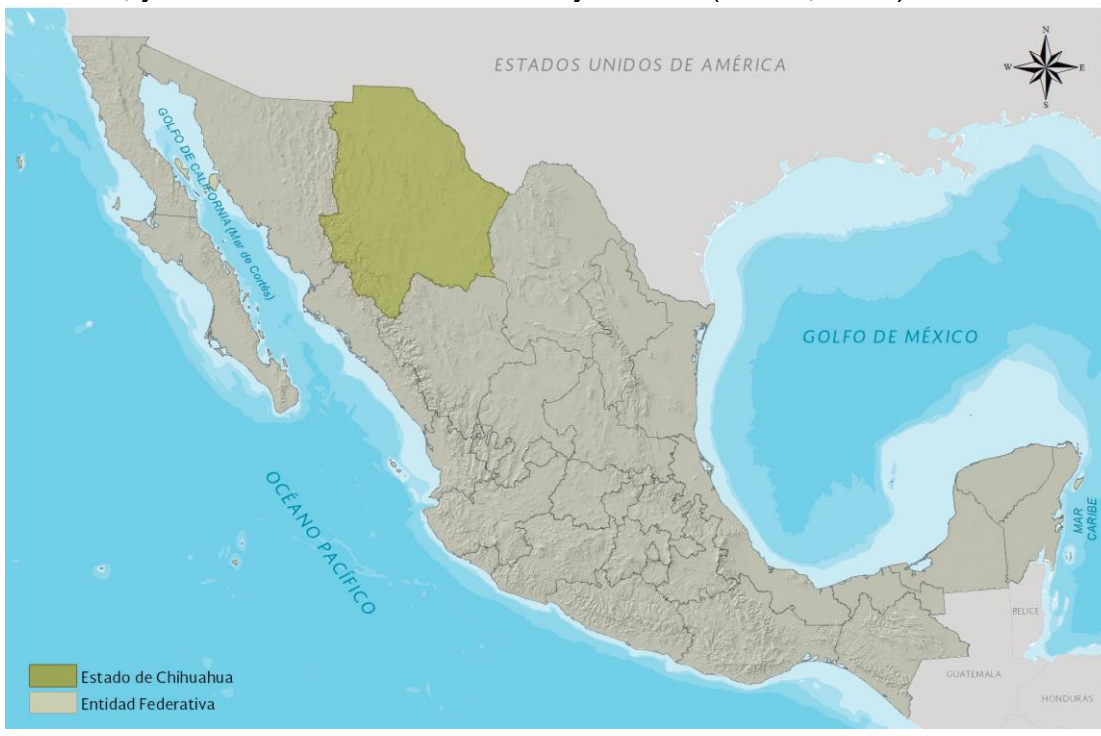 N
W E
S
ESTADOS UNIDOS DE AMÉRICA
GOLFO DE CALIFORNIA (Mar de Cortés)
GOLFO DE MÉXICO
OCÉANO PACÍFICO
MAR
CARIBE
BELICE
GUATEMALA
HONDURAS
Estado de Chihuahua
Entidad Federativa